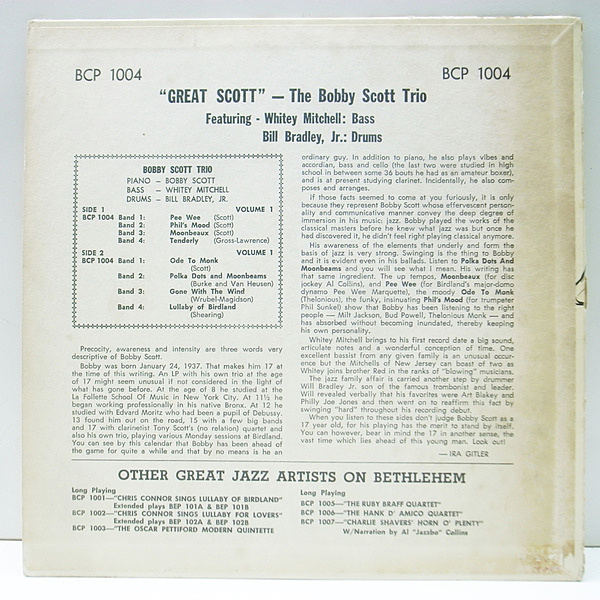 BCP 1004
BCP 1004
"GREAT SCOTT" — The Bobby Scott Trio
Featuring - Whitey Mitchell: Bass
Bill Bradley, Jr.: Drums
BOBBY SCOTT TRIO
PIANO — BOBBY SCOTT
BASS — WHITEY MITCHELL
DRUMS — BILL BRADLEY, JR.
SIDE 1 VOLUME 1
BCP 1004 Band 1: Pee Wee (Scott)
Band 2: Phil's Mood (Scott)
Band 3: Moonbeaux (Scott)
Band 4: Tenderly (Gross-Lawrence)
SIDE 2 VOLUME 1
BCP 1004 Band 1: Ode To Monk
(Scott)
Band 2: Polka Dots and Moonbeams
(Burke and Van Heusen)
Band 3: Gone With The Wind
(Wrubel-Magidson)
Band 4: Lullaby of Birdland
(Shearing)
Precocity, awareness and intensity are three words very
descriptive of Bobby Scott.
Bobby was born January 24, 1937. That makes him 17 at
the time of this writing. An LP with his own trio at the age
of 17 might seem unusual if not considered in the light of
what has gone before. At the age of 8 he studied at the
La Follette School Of Music in New York City. At 11½ he
began working professionally in his native Bronx. At 12 he
studied with Edvard Moritz who had been a pupil of Debussy.
13 found him out on the road, 15 with a few big bands
and 17 with clarinetist Tony Scott's (no relation) quartet and
also his own trio, playing various Monday sessions at Birdland.
You can see by this calendar that Bobby has been ahead of
the game for quite a while and that by no means is he an
ordinary guy. In addition to piano, he also plays vibes and
accordian, bass and cello (the last two were studied in high
school in between some 36 bouts he had as an amateur boxer),
and is at present studying clarinet. Incidentally, he also com-
poses and arranges.
If those facts seemed to come at you furiously, it is only
because they represent Bobby Scott whose effervescent person-
ality and communicative manner convey the deep degree of
immersion in his music: jazz. Bobby played the works of the
classical masters before he knew what jazz was but once he
had discovered it, he didn't feel right playing classical anymore.
His awareness of the elements that underly and form the
basis of jazz is very strong. Swinging is the thing to Bobby
and it is evident even in his ballads. Listen to Polka Dots And
Moonbeams and you will see what I mean. His writing has
that same ingredient. The up tempos, Moonbeaux (for disc
jockey Al Collins), and Pee Wee (for Birdland's major-domo
dynamo Pee Wee Marquette), the moody Ode To Monk
(Thelonious), the funky, insinuating Phil's Mood (for trumpeter
Phil Sunkel) show that Bobby has been listening to the right
people — Milt Jackson, Bud Powell, Thelonious Monk — and
has absorbed without becoming inundated, thereby keeping
his own personality.
Whitey Mitchell brings to his first record date a big sound,
articulate notes and a wonderful conception of time. One
excellent bassist from any given family is an unusual occur-
ence but the Mitchells of New Jersey can boast of two as
Whitey joins brother Red in the ranks of "blowing" musicians.
The jazz family affair is carried another step by drummer
Will Bradley Jr. son of the famous trombonist and leader.
Will revealed verbally that his favorites were Art Blakey and
Philly Joe Jones and then went on to reaffirm this fact by
swinging "hard" throughout his recording debut.
When you listen to these sides don't judge Bobby Scott as a
17 year old, for his playing has the merit to stand by itself.
You can however, bear in mind the 17 in another sense, the
vast time which lies ahead of this young man. Look out!
—IRA GITLER
OTHER GREAT JAZZ ARTISTS ON BETHLEHEM
Long Playing
BCP 1001—"CHRIS CONNOR SINGS LULLABY OF BIRDLAND"
Extended plays BEP 101A & BEP 101B
BCP 1002—"CHRIS CONNOR SINGS LULLABY FOR LOVERS"
Extended plays BEP 102A & BEP 102B
BCP 1003—"THE OSCAR PETTIFORD MODERN QUINTETTE
Long Playing
BCP 1005—"THE RUBY BRAFF QUARTET"
BCP 1006—"THE HANK D' AMICO QUARTET"
BCP 1007—"CHARLIE SHAVERS' HORN O' PLENTY"
W/Narration by Al "Jazzbo" Collins